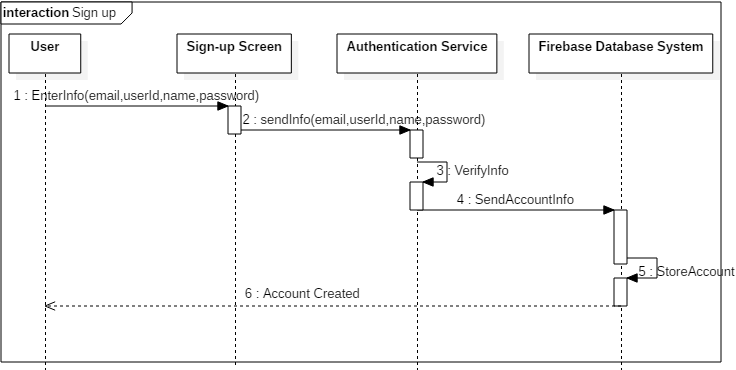 interaction Sign up
User
Sign-up Screen
Authentication Service
Firebase Database System
1 : EnterInfo(email,userId,name,password)
2 : sendInfo(email,userId,name,password)
3 : VerifyInfo
4 : SendAccountInfo
5 : StoreAccount
6 : Account Created